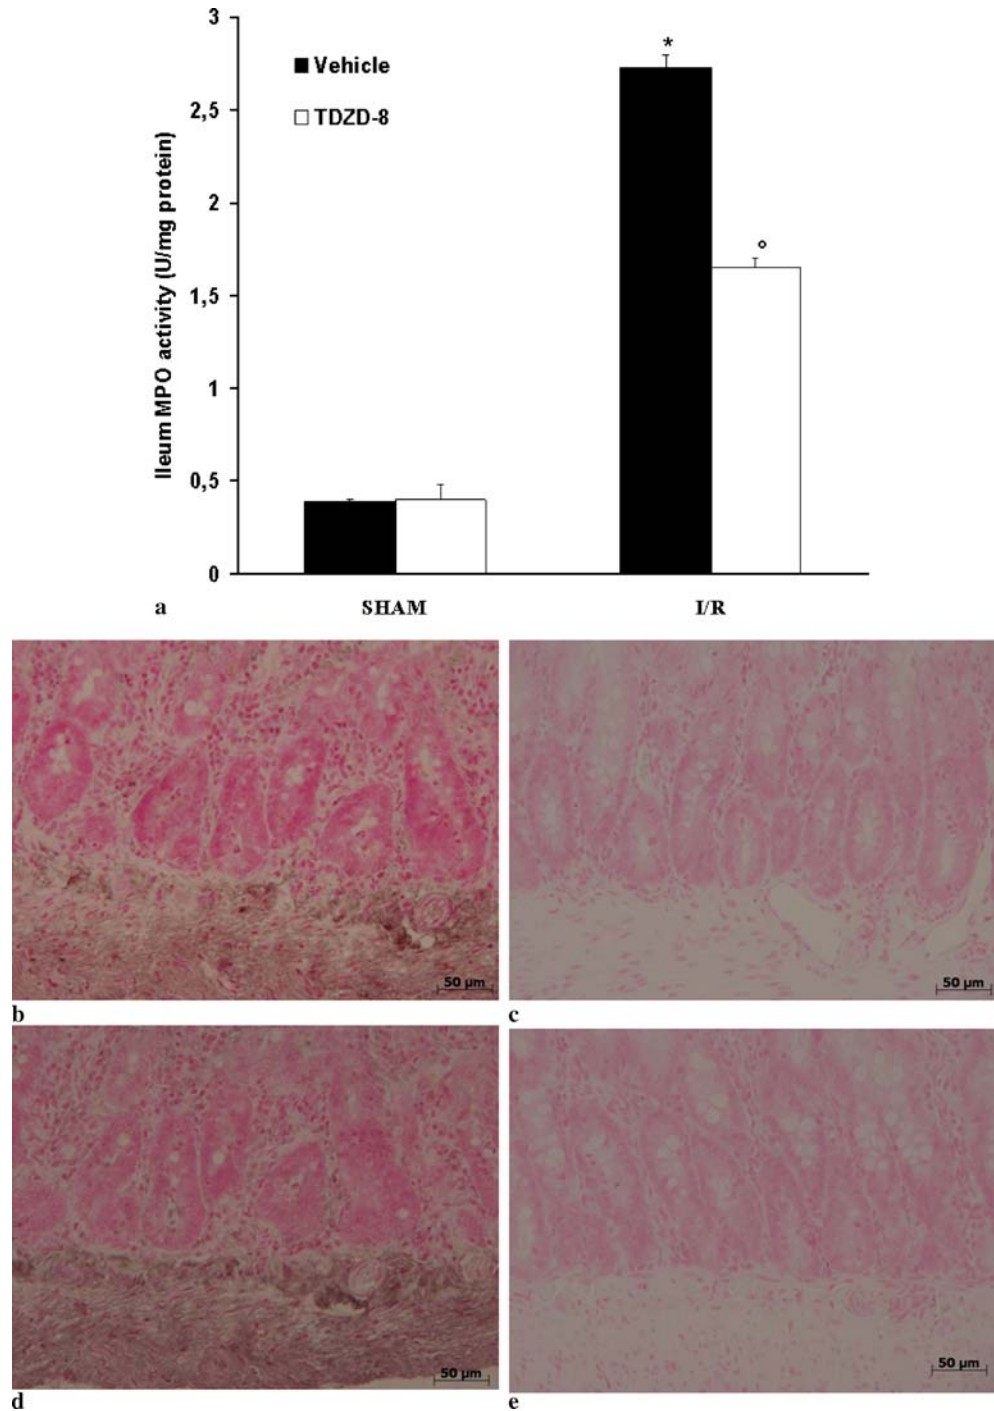 3
*
Vehicle
2,5
TDZD-8
Ileum MPO activity (U/mg protein)
2
°
1,5
1
0,5
0
a
SHAM
I/R
50 µm
50 µm
b
c
50 µm
50 µm
d
e